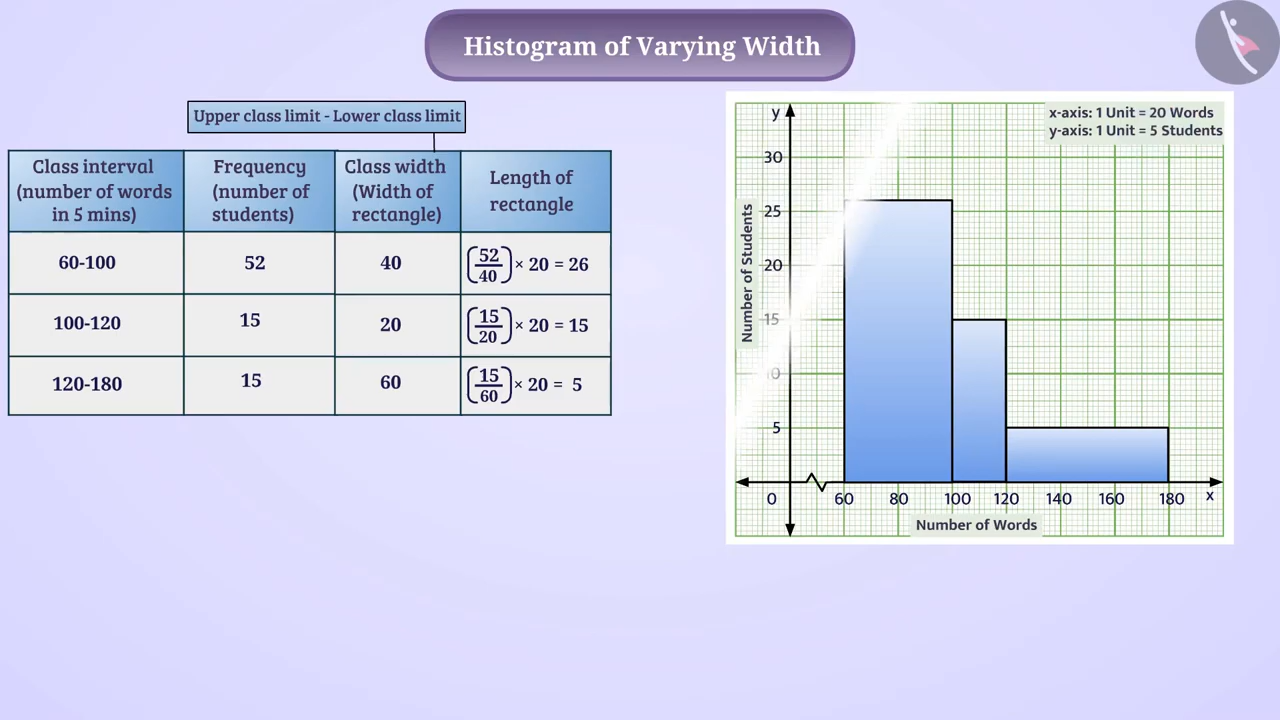 Histogram of Varying Width
Upper class limit - Lower class limit
Class interval
(number of words
in 5 mins)
Frequency
(number of
students)
Class width
(Width of
rectangle)
Length of
rectangle
60-100
52
40
(52/40) × 20 = 26
100-120
15
20
(15/20) × 20 = 15
120-180
15
60
(15/60) × 20 = 5
x-axis: 1 Unit = 20 Words
y-axis: 1 Unit = 5 Students
y
30
25
20
15
5
Number of Students
0
60
80
100
120
140
160
180
x
Number of Words